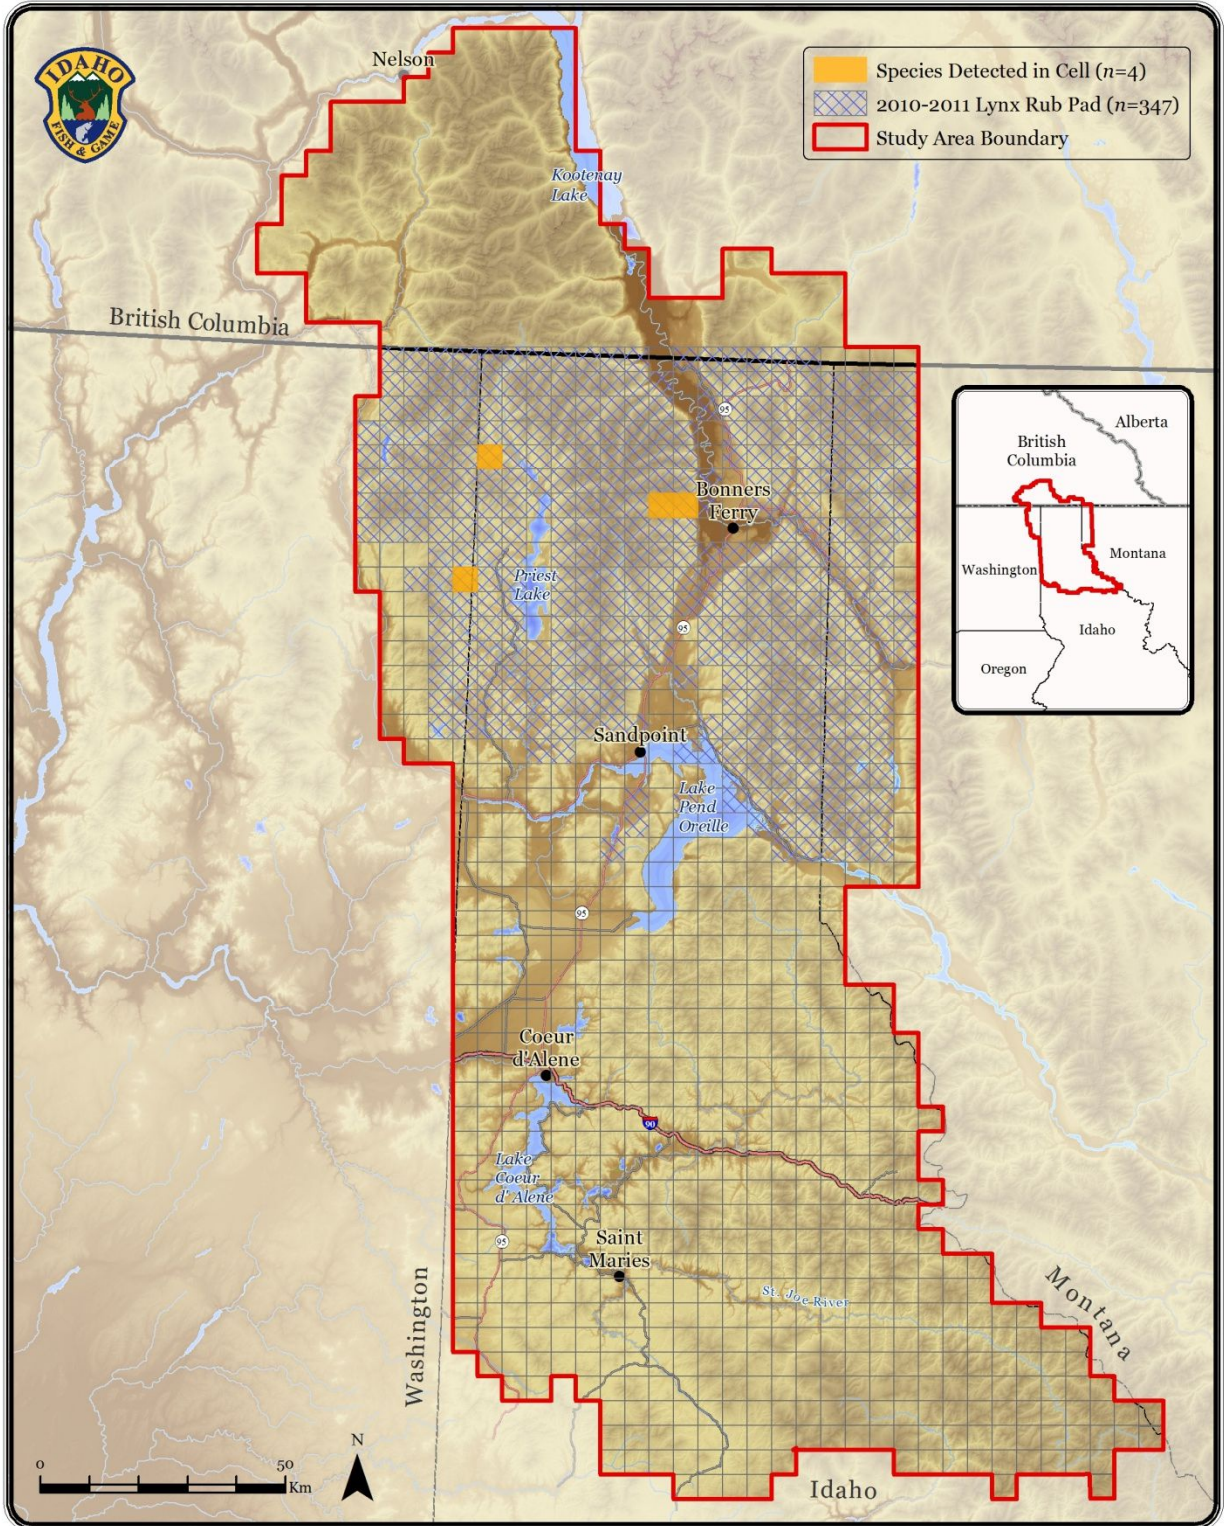 Nelson
IDAHO
FISH & GAME
Species Detected in Cell (n=4)
2010-2011 Lynx Rub Pad (n=347)
Study Area Boundary
Kootenay
Lake
British Columbia
95
Bonners
Ferry
Priest
Lake
95
Sandpoint
Lake
Pend
Oreille
95
Coeur
d'Alene
90
Lake
Coeur
d' Alene
95
Saint
Maries
St. Joe River
Washington
Montana
Idaho
0 50
Km
N
Alberta
British
Columbia
Washington
Montana
Idaho
Oregon